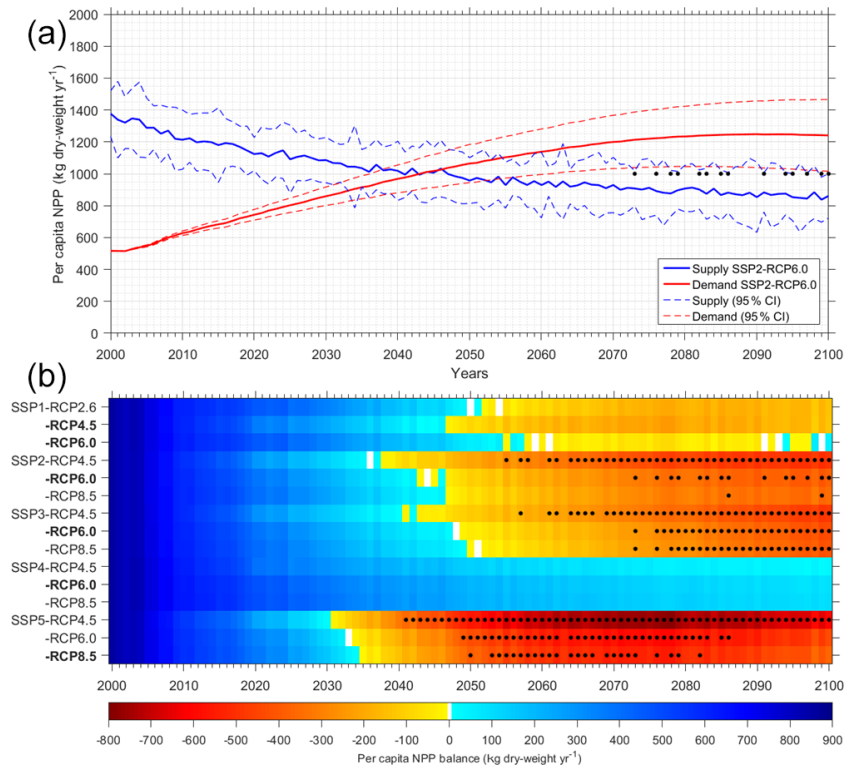 (a)
2000
1800
1600
1400
1200
1000
800
600
400
200
0
Per capita NPP (kg dry-weight yr-1)
Supply SSP2-RCP6.0
Demand SSP2-RCP6.0
Supply (95% CI)
Demand (95% CI)
2000 2010 2020 2030 2040 2050 2060 2070 2080 2090 2100
Years
(b)
SSP1-RCP2.6
-RCP4.5
-RCP6.0
SSP2-RCP4.5
-RCP6.0
-RCP8.5
SSP3-RCP4.5
-RCP6.0
-RCP8.5
SSP4-RCP4.5
-RCP6.0
-RCP8.5
SSP5-RCP4.5
-RCP6.0
-RCP8.5
2000 2010 2020 2030 2040 2050 2060 2070 2080 2090 2100
-800 -700 -600 -500 -400 -300 -200 -100 0 100 200 300 400 500 600 700 800 900
Per capita NPP balance (kg dry-weight yr-1)